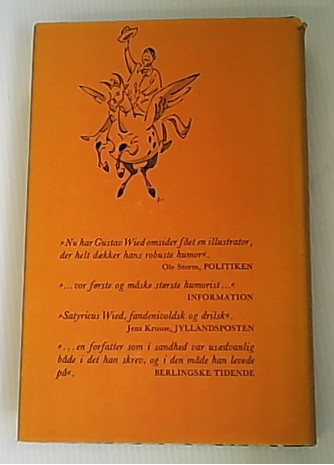 »Nu har Gustav Wied omsider fået en illustrator,
der helt dækker hans robuste humor«.
Ole Storm, POLITIKEN
»...vor første og måske største humorist...«
INFORMATION
»Satyricus Wied, fandenivoldsk og drilsk«.
Jens Kruuse, JYLLANDSPOSTEN
»...en forfatter som i sandhed var usædvanlig
både i det han skrev, og i den måde han levede
på«. BERLINGSKE TIDENDE